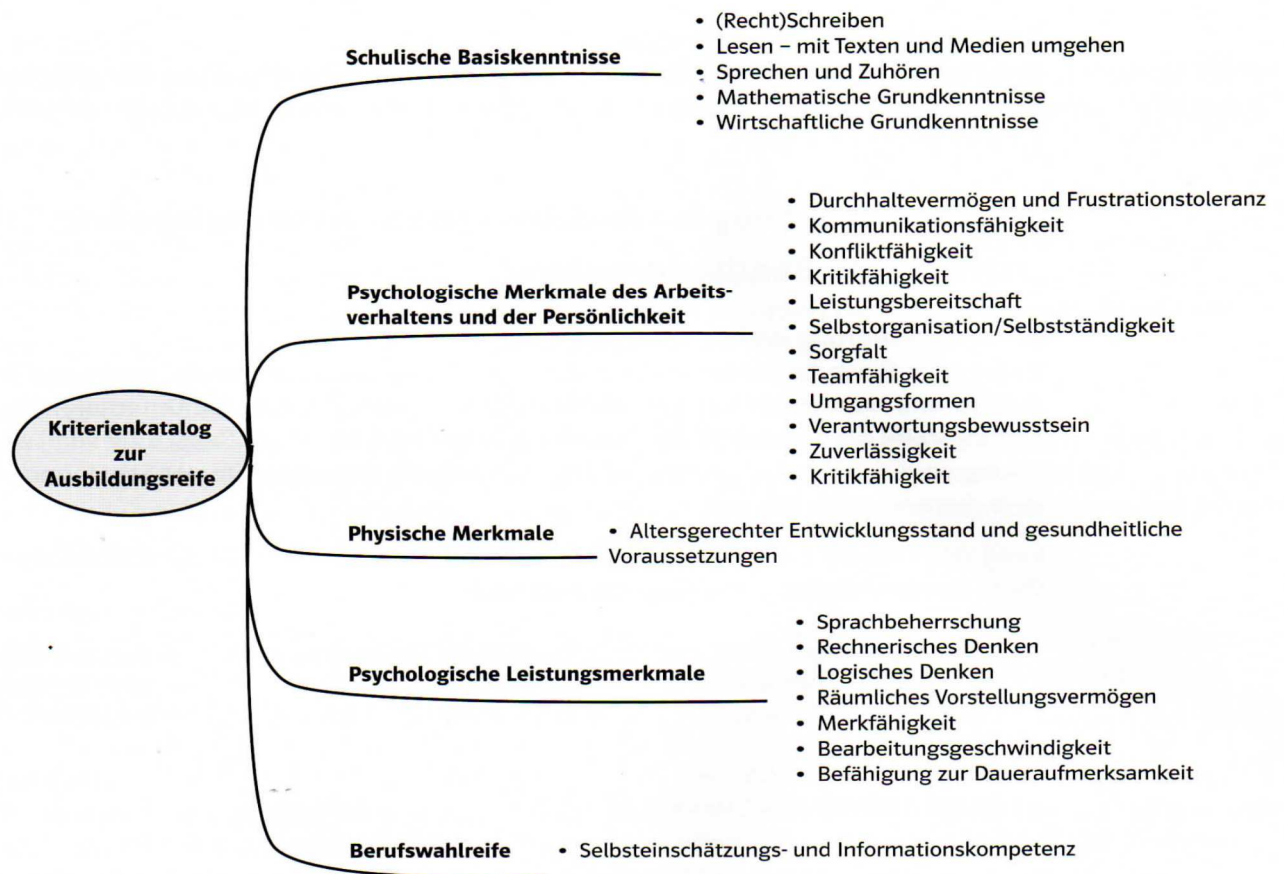 Kriterienkatalog
zur
Ausbildungsreife
Schulische Basiskenntnisse
• (Recht)Schreiben
• Lesen – mit Texten und Medien umgehen
• Sprechen und Zuhören
• Mathematische Grundkenntnisse
• Wirtschaftliche Grundkenntnisse
Psychologische Merkmale des Arbeits-
verhaltens und der Persönlichkeit
• Durchhaltevermögen und Frustrationstoleranz
• Kommunikationsfähigkeit
• Konfliktfähigkeit
• Kritikfähigkeit
• Leistungsbereitschaft
• Selbstorganisation/Selbstständigkeit
• Sorgfalt
• Teamfähigkeit
• Umgangsformen
• Verantwortungsbewusstsein
• Zuverlässigkeit
• Kritikfähigkeit
Physische Merkmale
• Altersgerechter Entwicklungsstand und gesundheitliche
Voraussetzungen
Psychologische Leistungsmerkmale
• Sprachbeherrschung
• Rechnerisches Denken
• Logisches Denken
• Räumliches Vorstellungsvermögen
• Merkfähigkeit
• Bearbeitungsgeschwindigkeit
• Befähigung zur Daueraufmerksamkeit
Berufswahlreife
• Selbsteinschätzungs- und Informationskompetenz